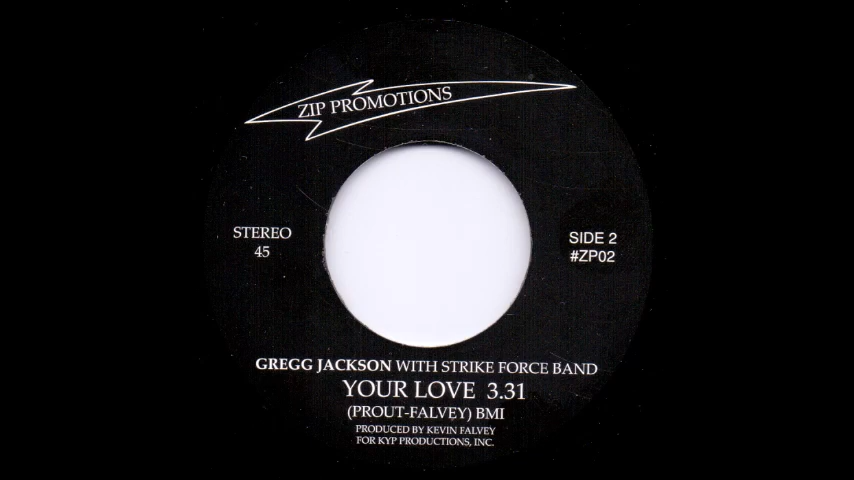 ZIP PROMOTIONS
STEREO
45
SIDE 2
#ZP02
GREGG JACKSON WITH STRIKE FORCE BAND
YOUR LOVE 3.31
(PROUT-FALVEY) BMI
PRODUCED BY KEVIN FALVEY
FOR KYP PRODUCTIONS, INC.